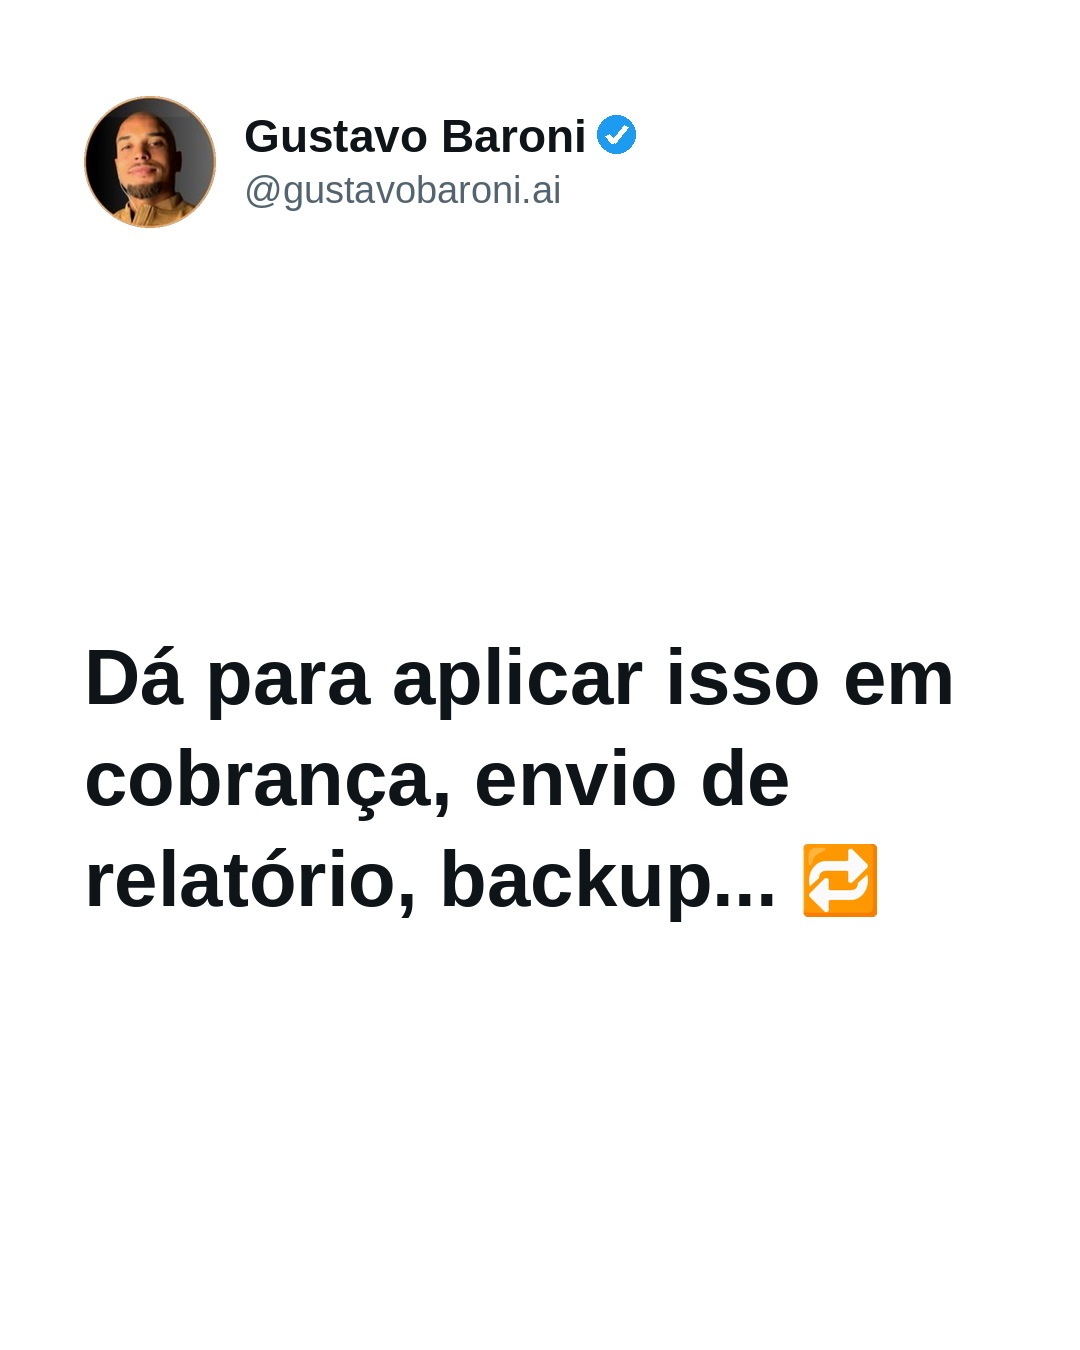 Gustavo Baroni
@gustavobaroni.ai
Dá para aplicar isso em
cobrança, envio de
relatório, backup... 🔁